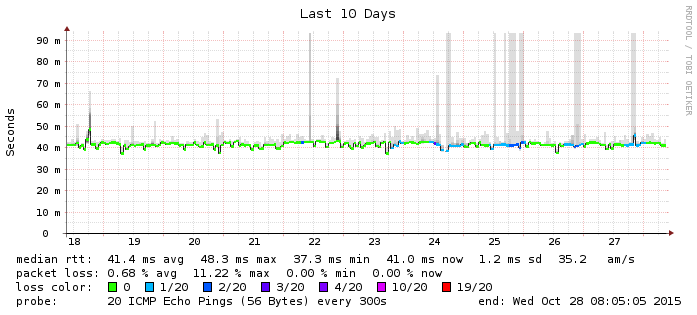 Last 10 Days
RRDTOOL / TOBI OETIKER
Seconds
90 m
80 m
70 m
60 m
50 m
40 m
30 m
20 m
10 m
0
18 19 20 21 22 23 24 25 26 27
median rtt: 41.4 ms avg 48.3 ms max 37.3 ms min 41.0 ms now 1.2 ms sd 35.2 am/s
packet loss: 0.68 % avg 11.22 % max 0.00 % min 0.00 % now
loss color: 0 1/20 2/20 3/20 4/20 10/20 19/20
probe: 20 ICMP Echo Pings (56 Bytes) every 300s end: Wed Oct 28 08:05:05 2015